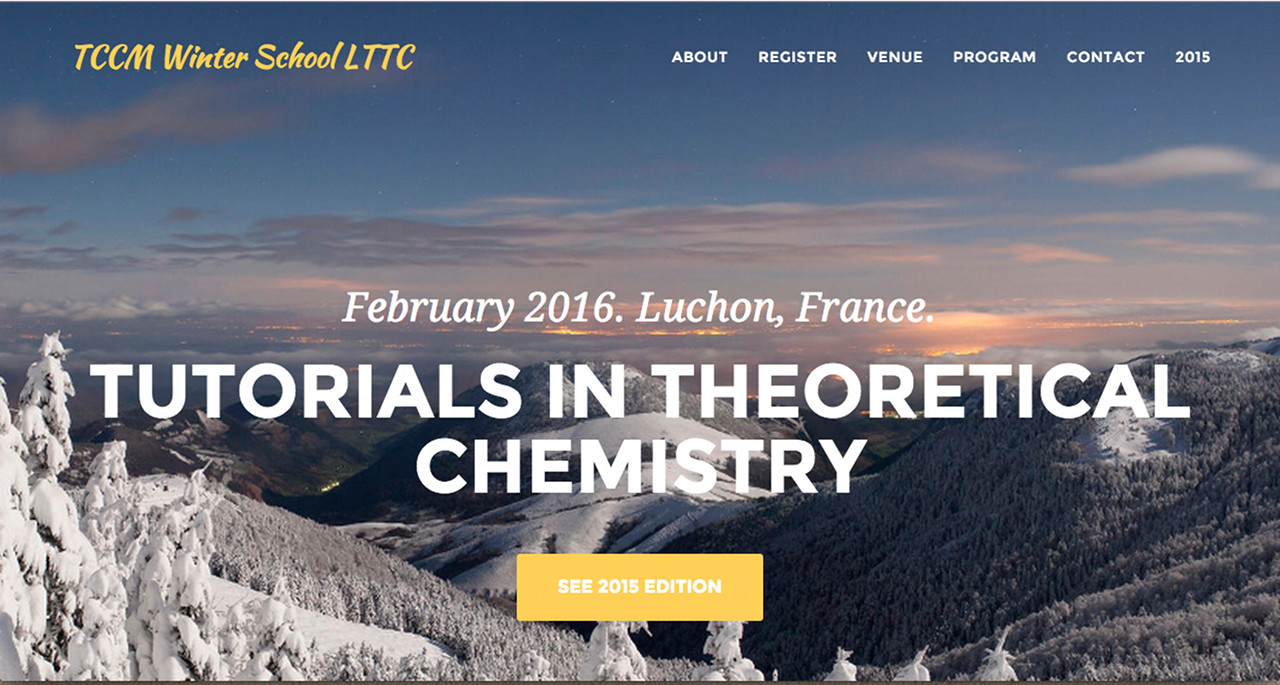 TCCM Winter School LTTC
ABOUT REGISTER VENUE PROGRAM CONTACT 2015
February 2016. Luchon, France.
TUTORIALS IN THEORETICAL
CHEMISTRY
SEE 2015 EDITION